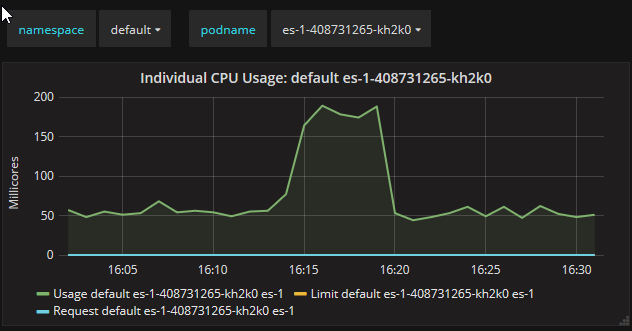 namespace default podname es-1-408731265-kh2k0
Individual CPU Usage: default es-1-408731265-kh2k0
Millicores
200
150
100
50
0
16:05 16:10 16:15 16:20 16:25 16:30
Usage default es-1-408731265-kh2k0 es-1 Limit default es-1-408731265-kh2k0 es-1
Request default es-1-408731265-kh2k0 es-1